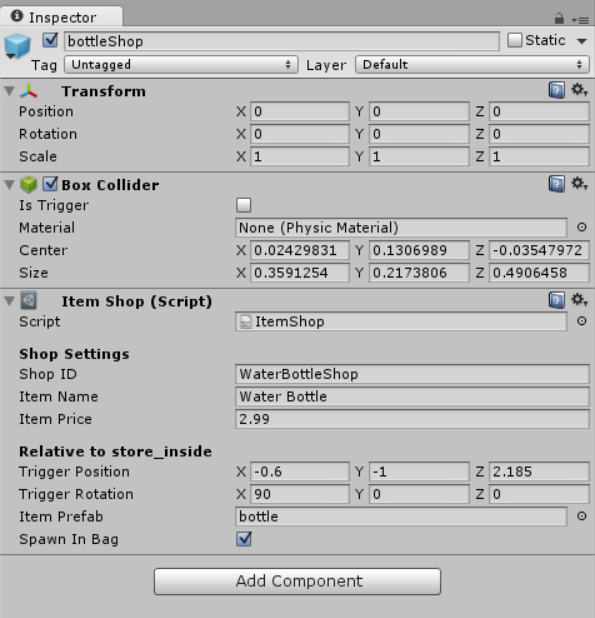 Inspector
bottleShop Static
Tag Untagged Layer Default
Transform
Position X 0 Y 0 Z 0
Rotation X 0 Y 0 Z 0
Scale X 1 Y 1 Z 1
Box Collider
Is Trigger
Material None (Physic Material)
Center X 0.02429831 Y 0.1306989 Z -0.03547972
Size X 0.3591254 Y 0.2173806 Z 0.4906458
Item Shop (Script)
Script ItemShop
Shop Settings
Shop ID WaterBottleShop
Item Name Water Bottle
Item Price 2.99
Relative to store_inside
Trigger Position X -0.6 Y -1 Z 2.185
Trigger Rotation X 90 Y 0 Z 0
Item Prefab bottle
Spawn In Bag
Add Component